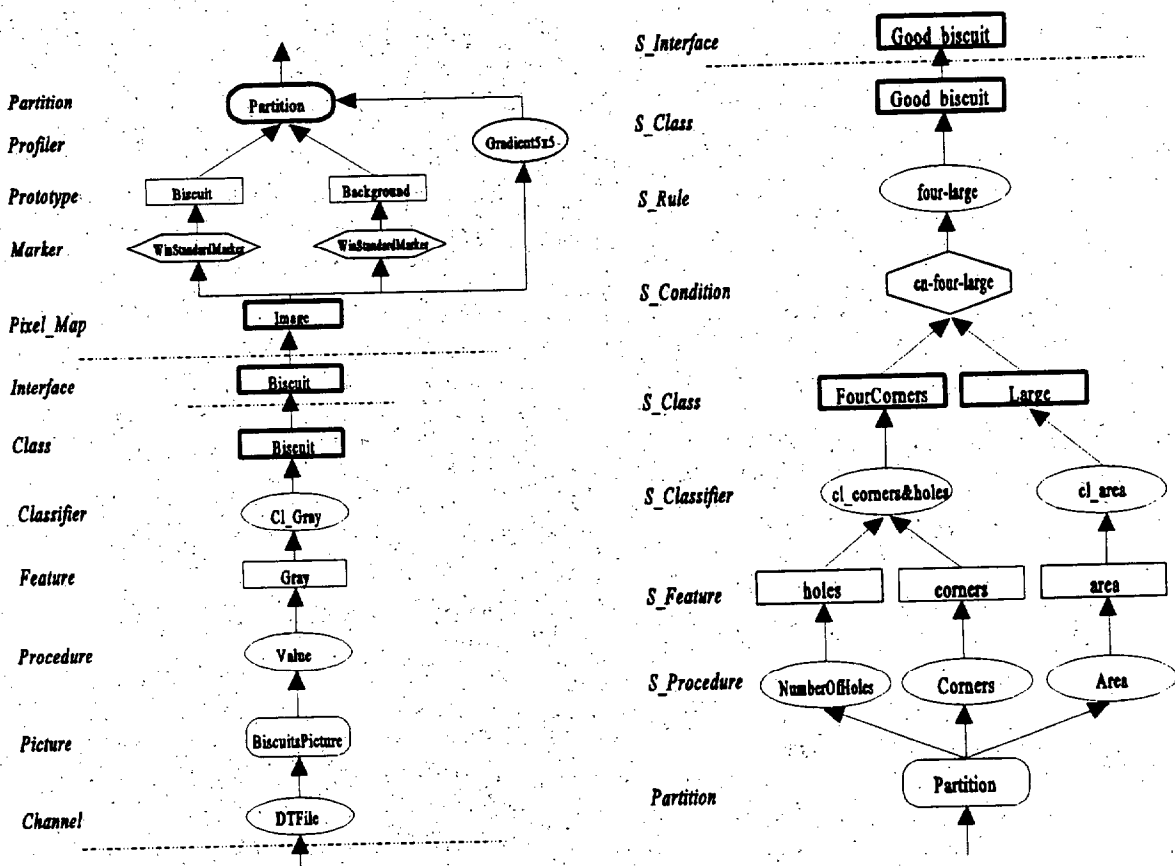 Partition
Partition
Profiler
Gradient5x5
Prototype
Biscuit
Background
Marker
WinStandardMarker
WinStandardMarker
Pixel_Map
Image
Interface
Biscuit
Class
Biscuit
Classifier
Cl_Gray
Feature
Gray
Procedure
Value
Picture
BiscuitsPicture
Channel
DTFile
S_Interface
Good biscuit
Good biscuit
S_Class
S_Rule
four-large
S_Condition
cn-four-large
S_Class
FourCorners
Large
S_Classifier
cl_corners&holes
cl_area
S_Feature
holes
corners
area
S_Procedure
NumberOfHoles
Corners
Area
Partition
Partition